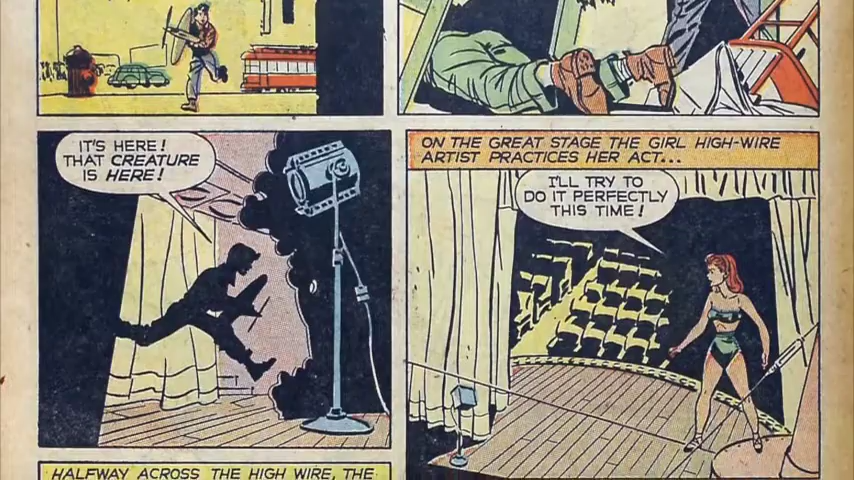 IT'S HERE!
THAT CREATURE
IS HERE!
ON THE GREAT STAGE THE GIRL HIGH-WIRE
ARTIST PRACTICES HER ACT...
I'LL TRY TO
DO IT PERFECTLY
THIS TIME!
HALFWAY ACROSS THE HIGH WIRE, THE